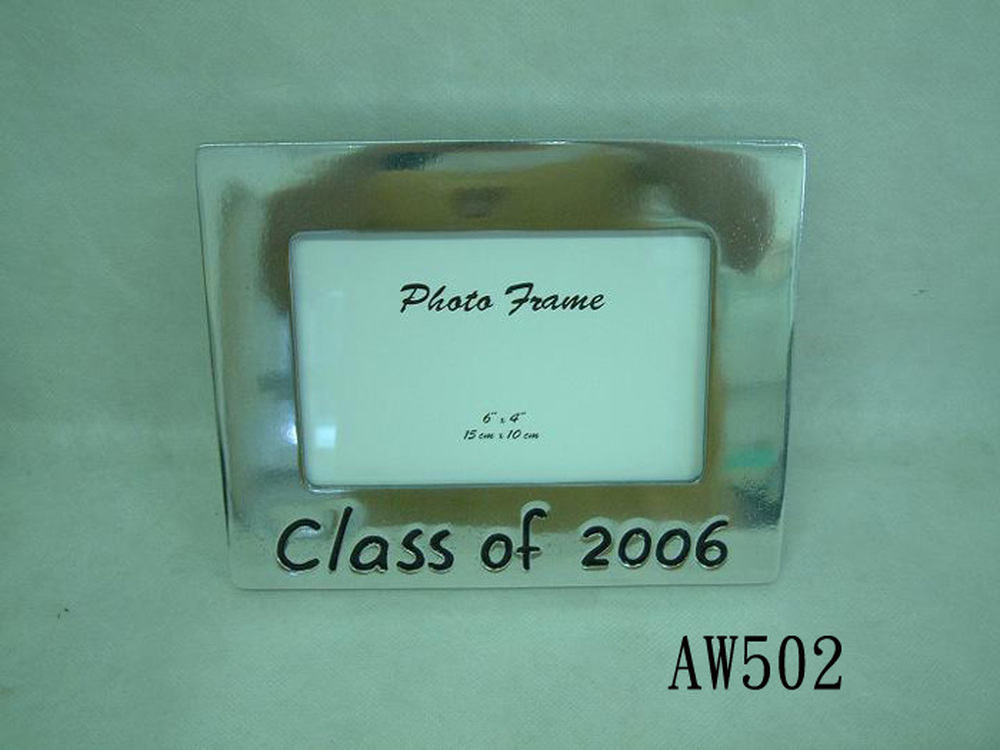 Photo Frame
6" x 4"
15 cm x 10 cm
Class of 2006
AW502